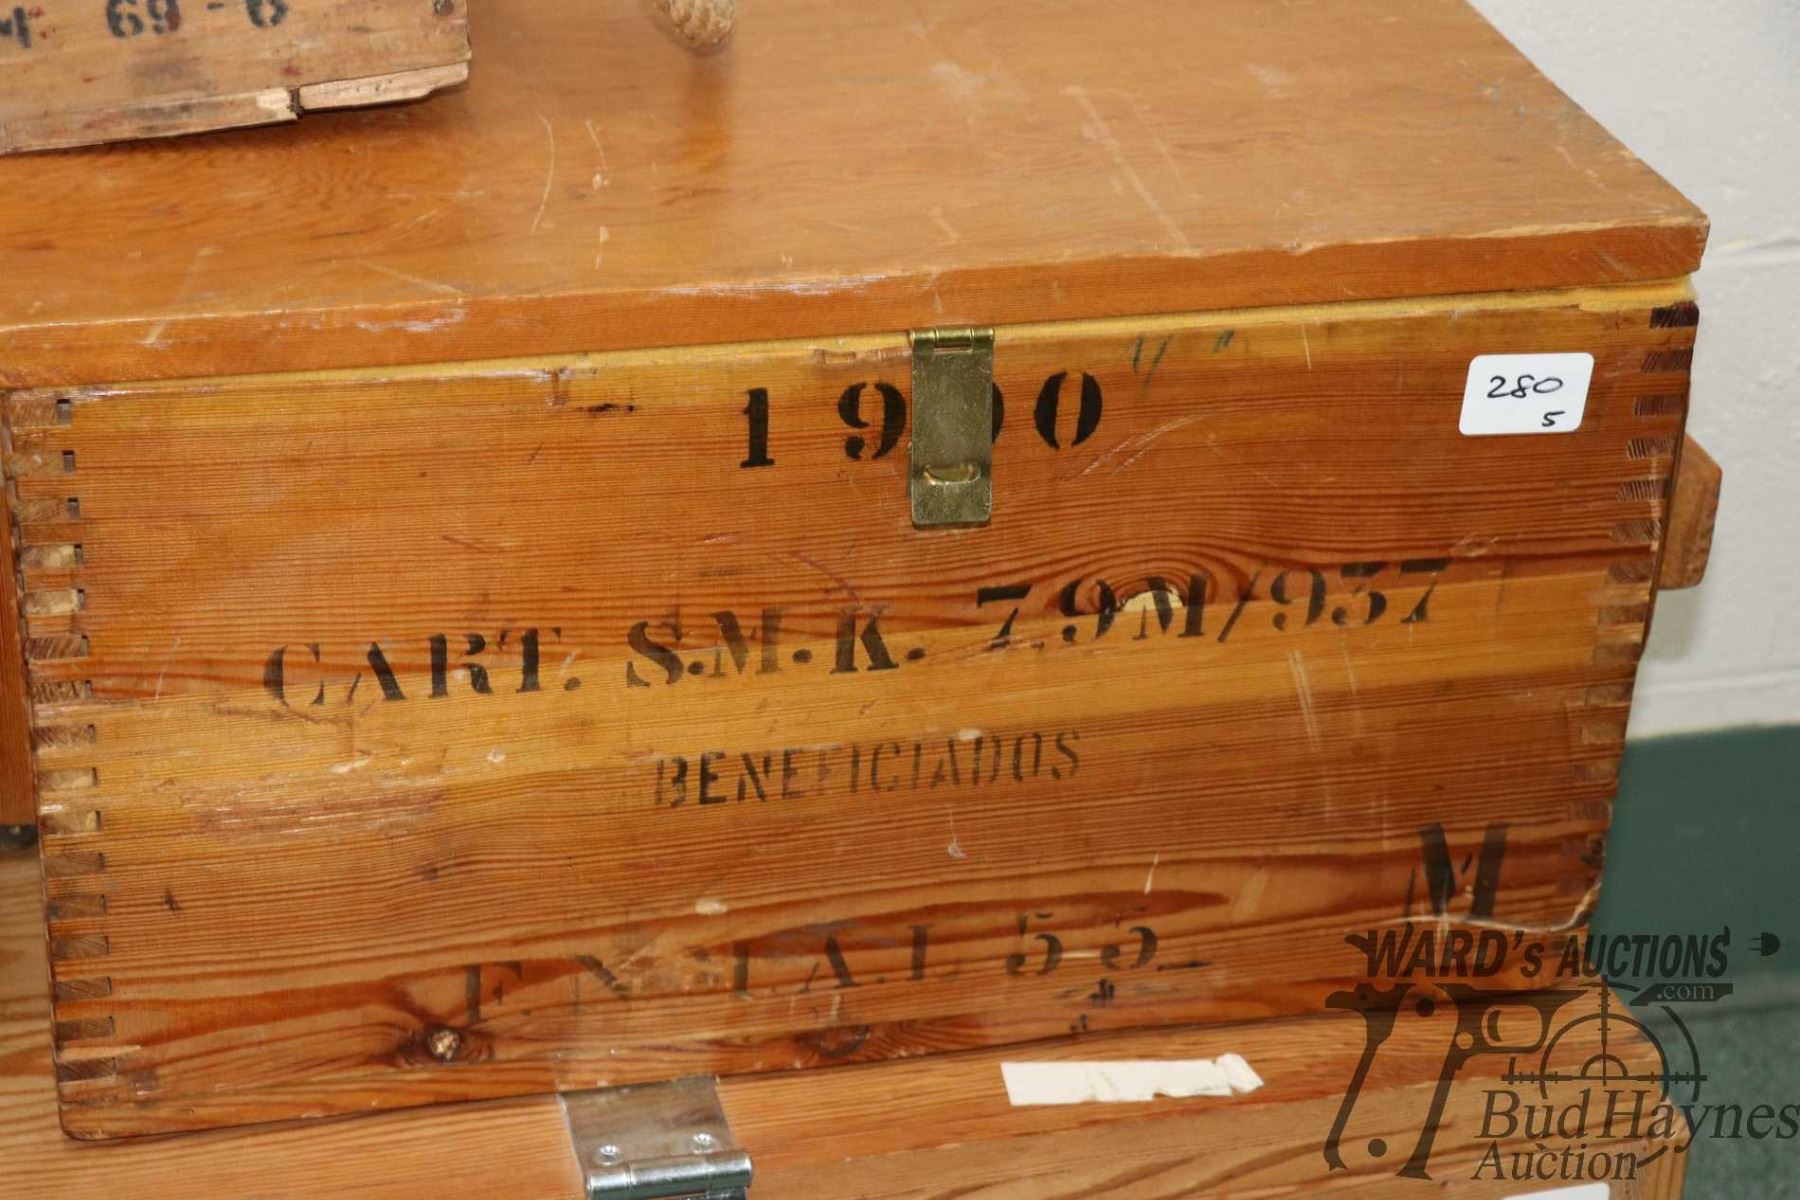 69-6
1900
280
5
CART. S.M.K. 7,9M/937
BENEFICIADOS
M
55
WARD's AUCTIONS
.com
Bud Haynes
Auction